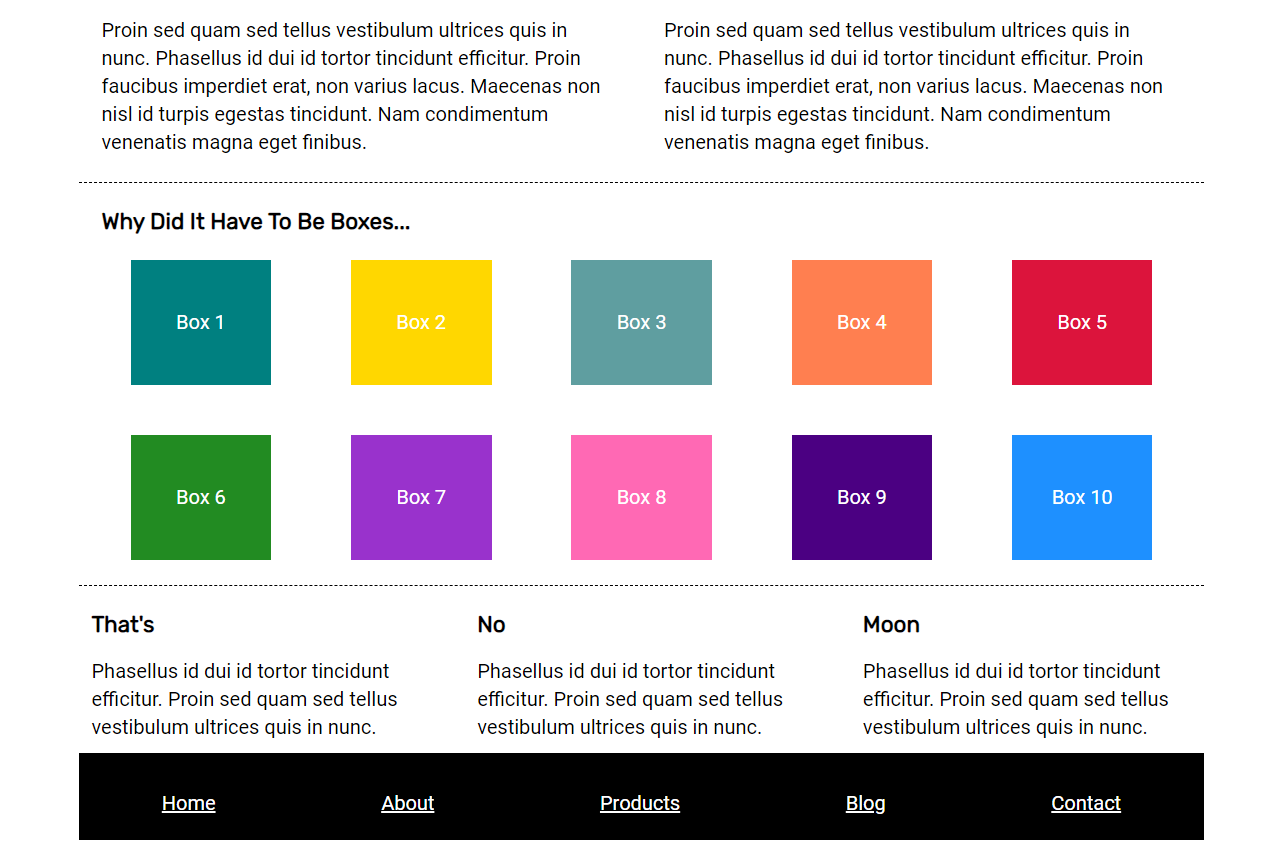 Proin sed quam sed tellus vestibulum ultrices quis in
nunc. Phasellus id dui id tortor tincidunt efficitur. Proin
faucibus imperdiet erat, non varius lacus. Maecenas non
nisl id turpis egestas tincidunt. Nam condimentum
venenatis magna eget finibus.
Proin sed quam sed tellus vestibulum ultrices quis in
nunc. Phasellus id dui id tortor tincidunt efficitur. Proin
faucibus imperdiet erat, non varius lacus. Maecenas non
nisl id turpis egestas tincidunt. Nam condimentum
venenatis magna eget finibus.
Why Did It Have To Be Boxes...
Box 1
Box 2
Box 3
Box 4
Box 5
Box 6
Box 7
Box 8
Box 9
Box 10
That's
Phasellus id dui id tortor tincidunt
efficitur. Proin sed quam sed tellus
vestibulum ultrices quis in nunc.
No
Phasellus id dui id tortor tincidunt
efficitur. Proin sed quam sed tellus
vestibulum ultrices quis in nunc.
Moon
Phasellus id dui id tortor tincidunt
efficitur. Proin sed quam sed tellus
vestibulum ultrices quis in nunc.
Home
About
Products
Blog
Contact